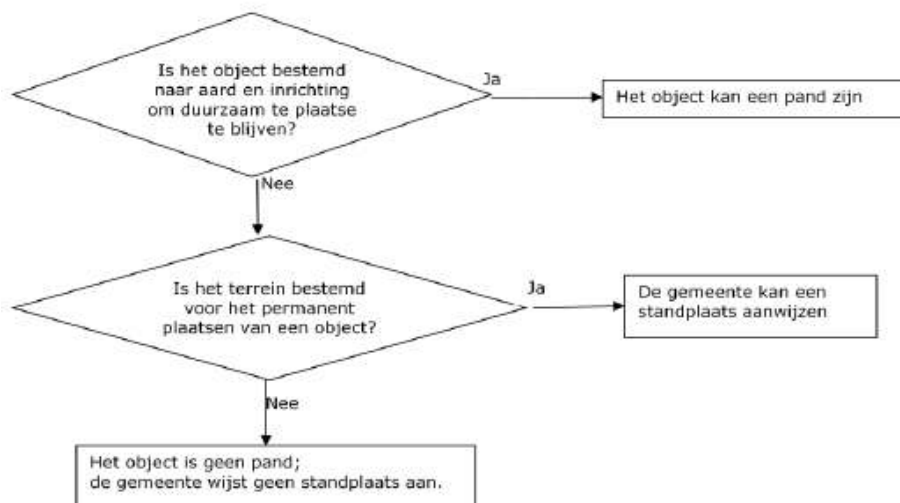 Is het object bestemd
naar aard en inrichting
om duurzaam te plaatse
te blijven?
Ja
Het object kan een pand zijn
Nee
Is het terrein bestemd
voor het permanent
plaatsen van een object?
Ja
De gemeente kan een
standplaats aanwijzen
Nee
Het object is geen pand;
de gemeente wijst geen standplaats aan.